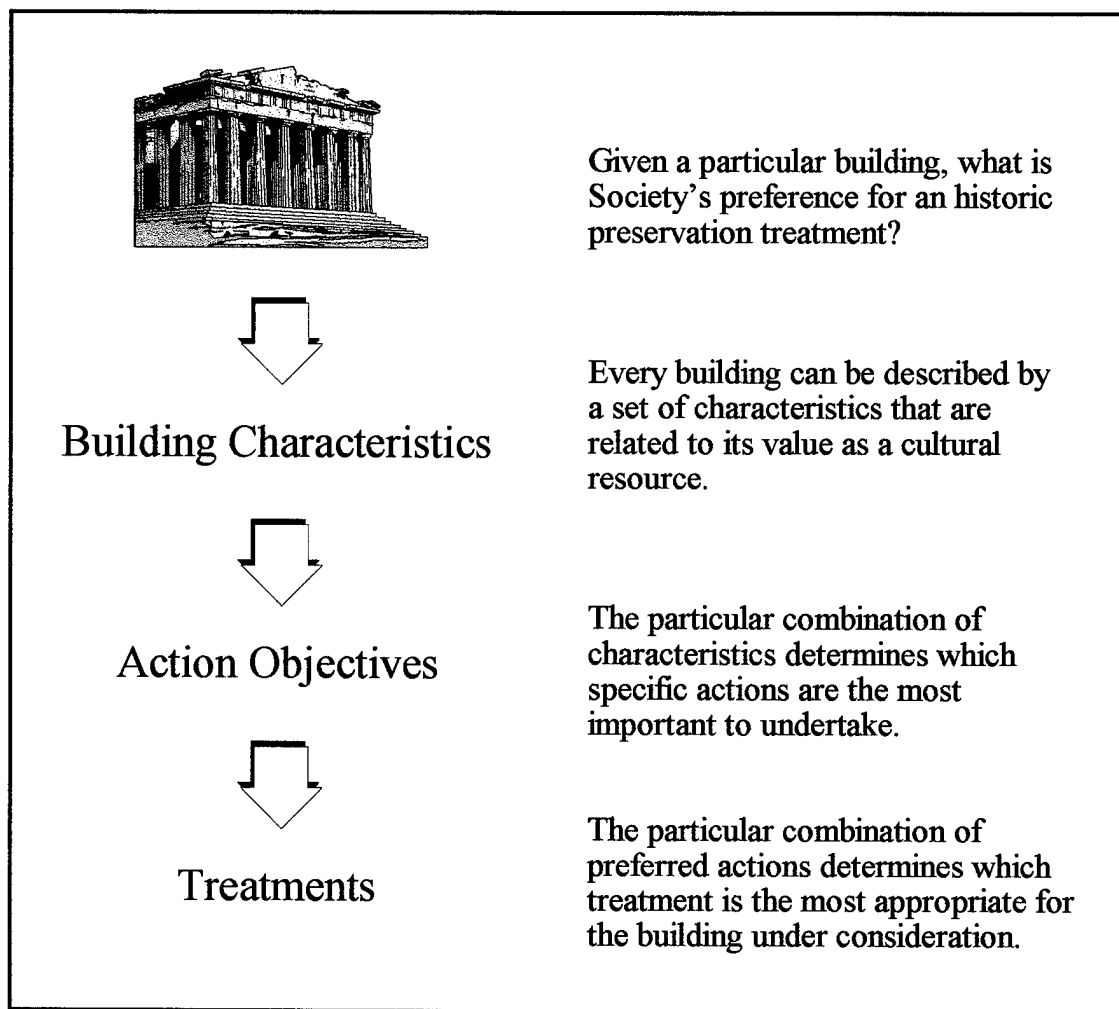 Given a particular building, what is
Society's preference for an historic
preservation treatment?
Building Characteristics
Every building can be described by
a set of characteristics that are
related to its value as a cultural
resource.
Action Objectives
The particular combination of
characteristics determines which
specific actions are the most
important to undertake.
Treatments
The particular combination of
preferred actions determines which
treatment is the most appropriate for
the building under consideration.